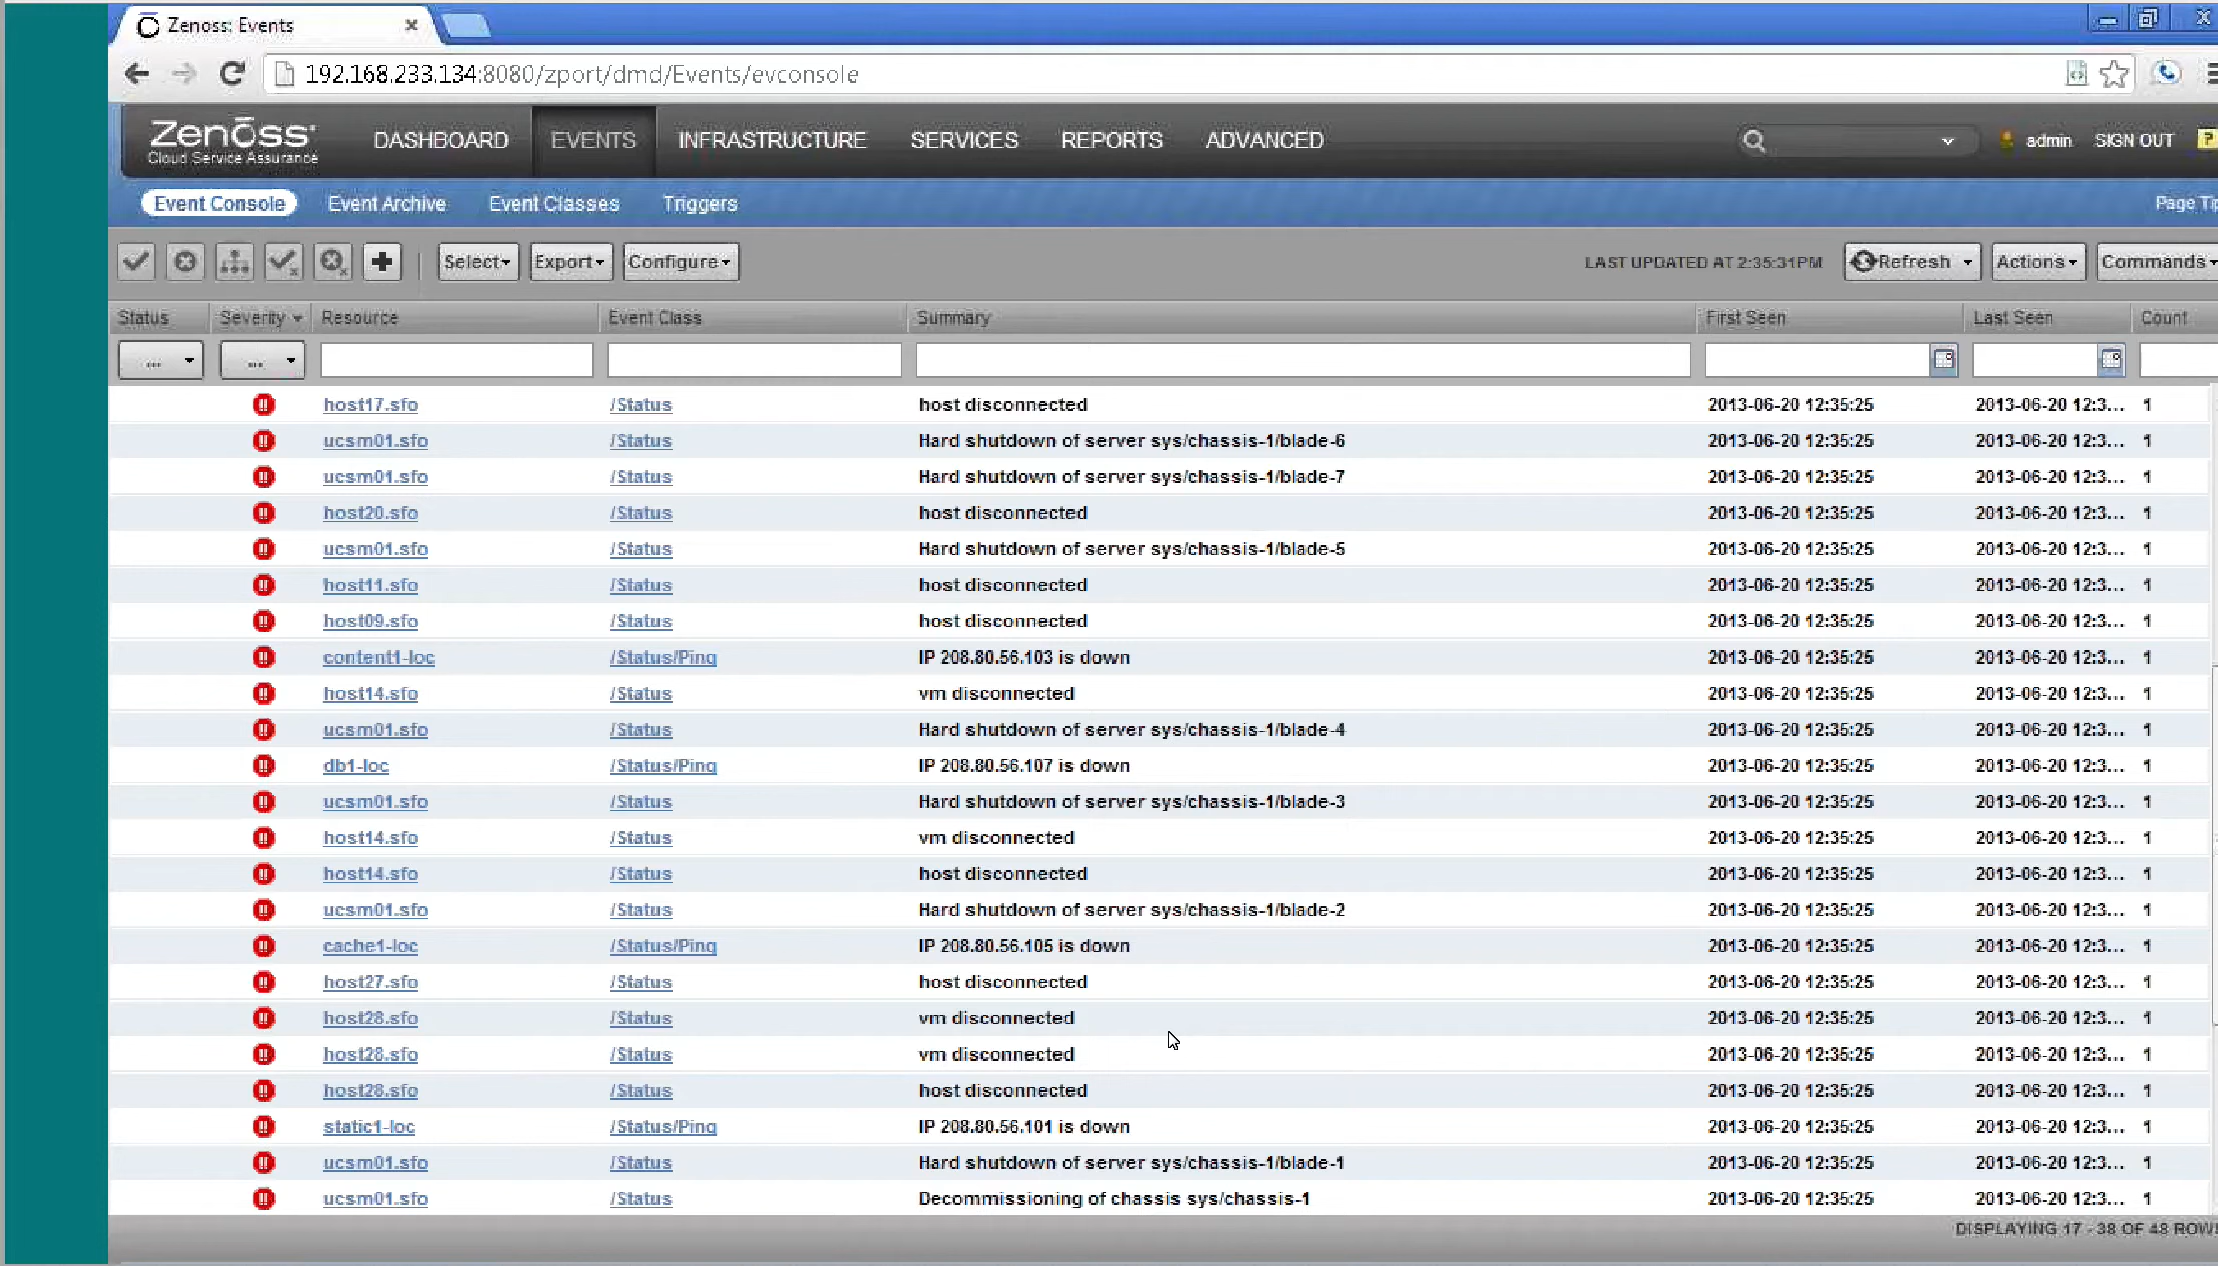 Zenoss: Events
192.168.233.134:8080/zport/dmd/Events/evconsole
Zenoss
Cloud Service Assurance
DASHBOARD EVENTS INFRASTRUCTURE SERVICES REPORTS ADVANCED admin SIGN OUT ?
Event Console Event Archive Event Classes Triggers Page
Select Export Configure LAST UPDATED AT 2:35:31PM Refresh Actions Commands
Status Severity Resource Event Class Summary First Seen Last Seen Count
... ...
host17.sfo /Status host disconnected 2013-06-20 12:35:25 2013-06-20 12:3... 1
ucsm01.sfo /Status Hard shutdown of server sys/chassis-1/blade-6 2013-06-20 12:35:25 2013-06-20 12:3... 1
ucsm01.sfo /Status Hard shutdown of server sys/chassis-1/blade-7 2013-06-20 12:35:25 2013-06-20 12:3... 1
host20.sfo /Status host disconnected 2013-06-20 12:35:25 2013-06-20 12:3... 1
ucsm01.sfo /Status Hard shutdown of server sys/chassis-1/blade-5 2013-06-20 12:35:25 2013-06-20 12:3... 1
host11.sfo /Status host disconnected 2013-06-20 12:35:25 2013-06-20 12:3... 1
host09.sfo /Status host disconnected 2013-06-20 12:35:25 2013-06-20 12:3... 1
content1-loc /Status/Ping IP 208.80.56.103 is down 2013-06-20 12:35:25 2013-06-20 12:3... 1
host14.sfo /Status vm disconnected 2013-06-20 12:35:25 2013-06-20 12:3... 1
ucsm01.sfo /Status Hard shutdown of server sys/chassis-1/blade-4 2013-06-20 12:35:25 2013-06-20 12:3... 1
db1-loc /Status/Ping IP 208.80.56.107 is down 2013-06-20 12:35:25 2013-06-20 12:3... 1
ucsm01.sfo /Status Hard shutdown of server sys/chassis-1/blade-3 2013-06-20 12:35:25 2013-06-20 12:3... 1
host14.sfo /Status vm disconnected 2013-06-20 12:35:25 2013-06-20 12:3... 1
host14.sfo /Status host disconnected 2013-06-20 12:35:25 2013-06-20 12:3... 1
ucsm01.sfo /Status Hard shutdown of server sys/chassis-1/blade-2 2013-06-20 12:35:25 2013-06-20 12:3... 1
cache1-loc /Status/Ping IP 208.80.56.105 is down 2013-06-20 12:35:25 2013-06-20 12:3... 1
host27.sfo /Status host disconnected 2013-06-20 12:35:25 2013-06-20 12:3... 1
host28.sfo /Status vm disconnected 2013-06-20 12:35:25 2013-06-20 12:3... 1
host28.sfo /Status vm disconnected 2013-06-20 12:35:25 2013-06-20 12:3... 1
host28.sfo /Status host disconnected 2013-06-20 12:35:25 2013-06-20 12:3... 1
static1-loc /Status/Ping IP 208.80.56.101 is down 2013-06-20 12:35:25 2013-06-20 12:3... 1
ucsm01.sfo /Status Hard shutdown of server sys/chassis-1/blade-1 2013-06-20 12:35:25 2013-06-20 12:3... 1
ucsm01.sfo /Status Decommissioning of chassis sys/chassis-1 2013-06-20 12:35:25 2013-06-20 12:3... 1
DISPLAYING 17 - 38 OF 48